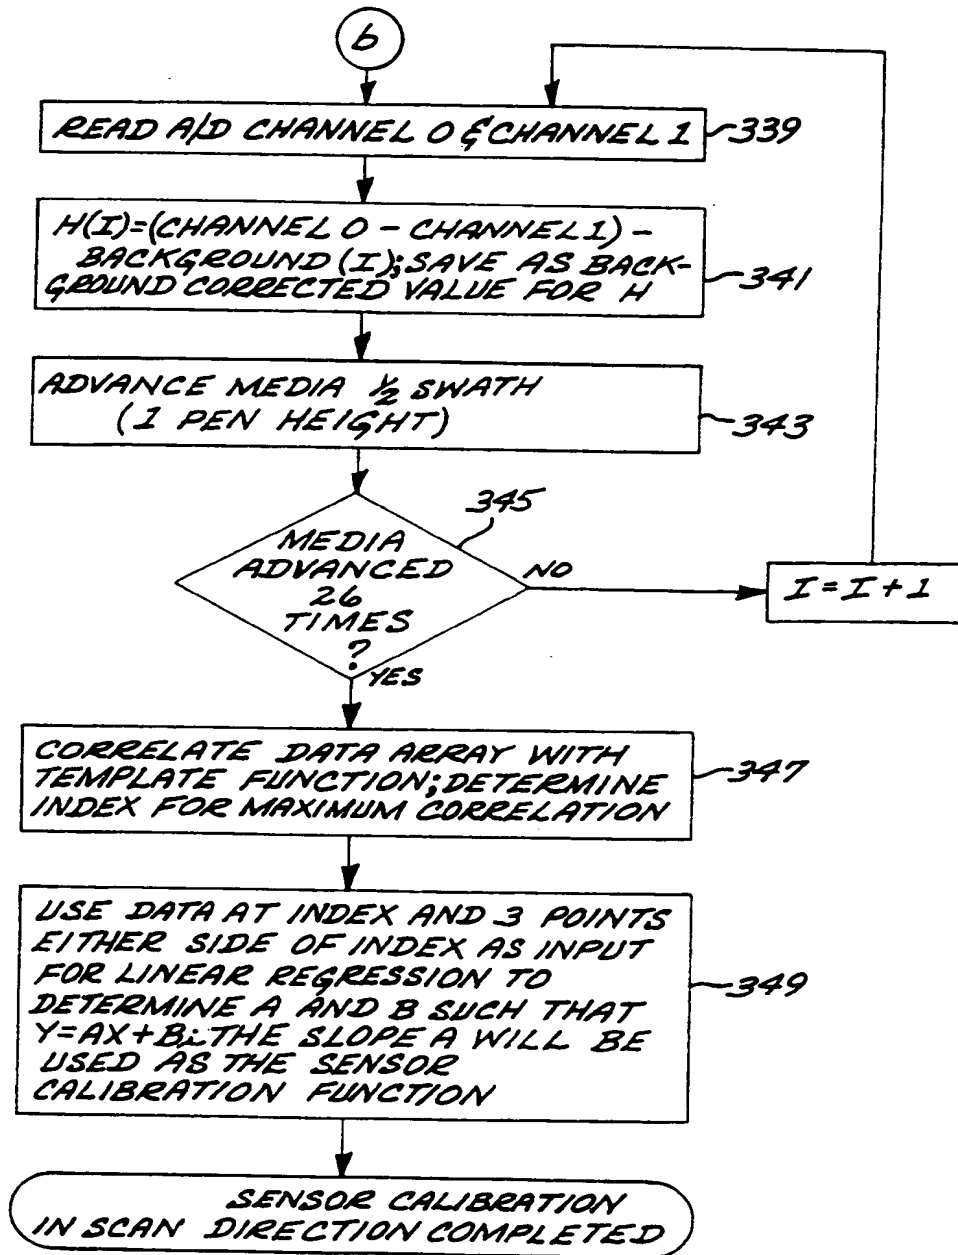 b
READ A/D CHANNEL 0 & CHANNEL 1
339
H(I)=(CHANNEL 0 - CHANNEL 1) -
BACKGROUND (I); SAVE AS BACK-
GROUND CORRECTED VALUE FOR H
341
ADVANCE MEDIA 1/2 SWATH
(1 PEN HEIGHT)
343
345
MEDIA
ADVANCED
26
TIMES
?
NO
I = I + 1
YES
CORRELATE DATA ARRAY WITH
TEMPLATE FUNCTION; DETERMINE
INDEX FOR MAXIMUM CORRELATION
347
USE DATA AT INDEX AND 3 POINTS
EITHER SIDE OF INDEX AS INPUT
FOR LINEAR REGRESSION TO
DETERMINE A AND B SUCH THAT
Y=AX+B; THE SLOPE A WILL BE
USED AS THE SENSOR
CALIBRATION FUNCTION
349
SENSOR CALIBRATION
IN SCAN DIRECTION COMPLETED